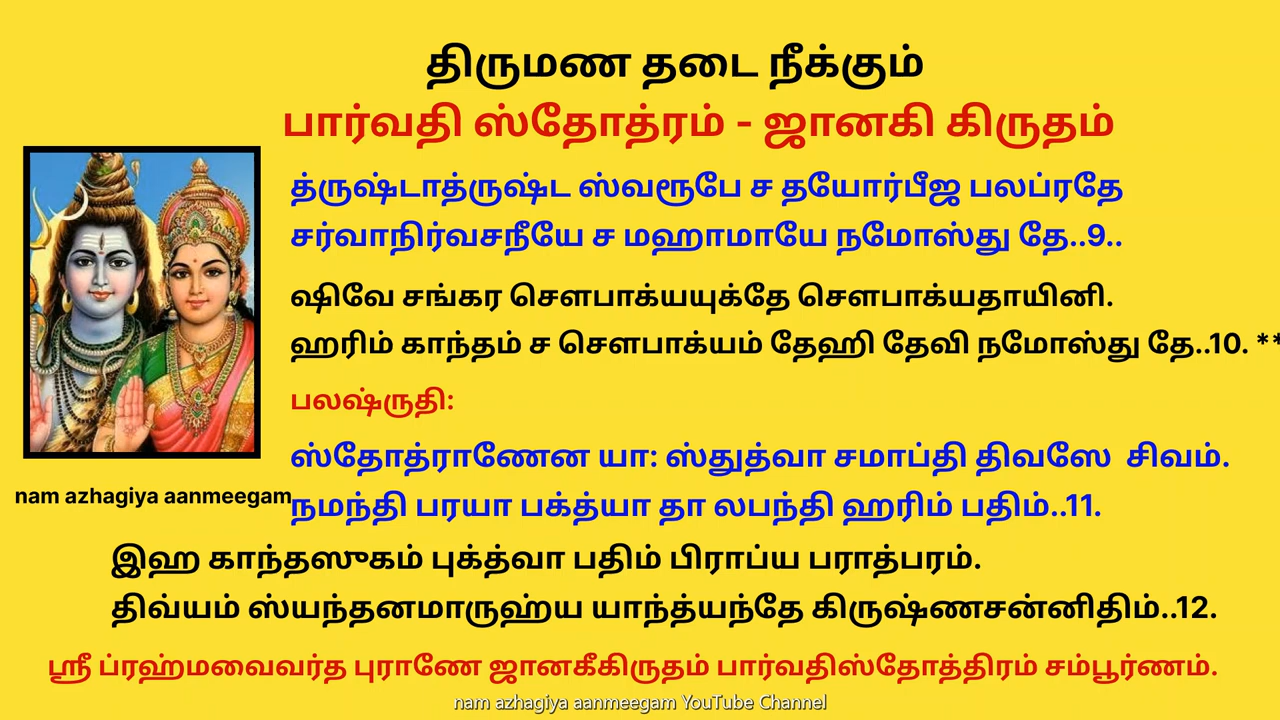 திருமண தடை நீக்கும்
பார்வதி ஸ்தோத்ரம் - ஜானகி கிருதம்
த்ருஷ்டாத்ருஷ்ட ஸ்வரூபே ச தயோர்பீஜ பலப்ரதே
சர்வாநிர்வசநீயே ச மஹாமாயே நமோஸ்து தே..9..
ஷிவே சங்கர சௌபாக்யயுக்தே சௌபாக்யதாயினி.
ஹரிம் காந்தம் ச சௌபாக்யம் தேஹி தேவி நமோஸ்து தே..10. **
பலஷ்ருதி:
ஸ்தோத்ராணேன யா: ஸ்துத்வா சமாப்தி திவஸே சிவம்.
nam azhagiya aanmeegam
நமந்தி பரயா பக்த்யா தா லபந்தி ஹரிம் பதிம்..11.
இஹ காந்தஸுகம் புக்த்வா பதிம் பிராப்ய பராத்பரம்.
திவ்யம் ஸ்யந்தனமாருஹ்ய யாந்த்யந்தே கிருஷ்ணசன்னிதிம்..12.
ஸ்ரீ ப்ரஹ்மவைவர்த புராணே ஜானகீகிருதம் பார்வதிஸ்தோத்திரம் சம்பூர்ணம்.
nam azhagiya aanmeegam YouTube Channel